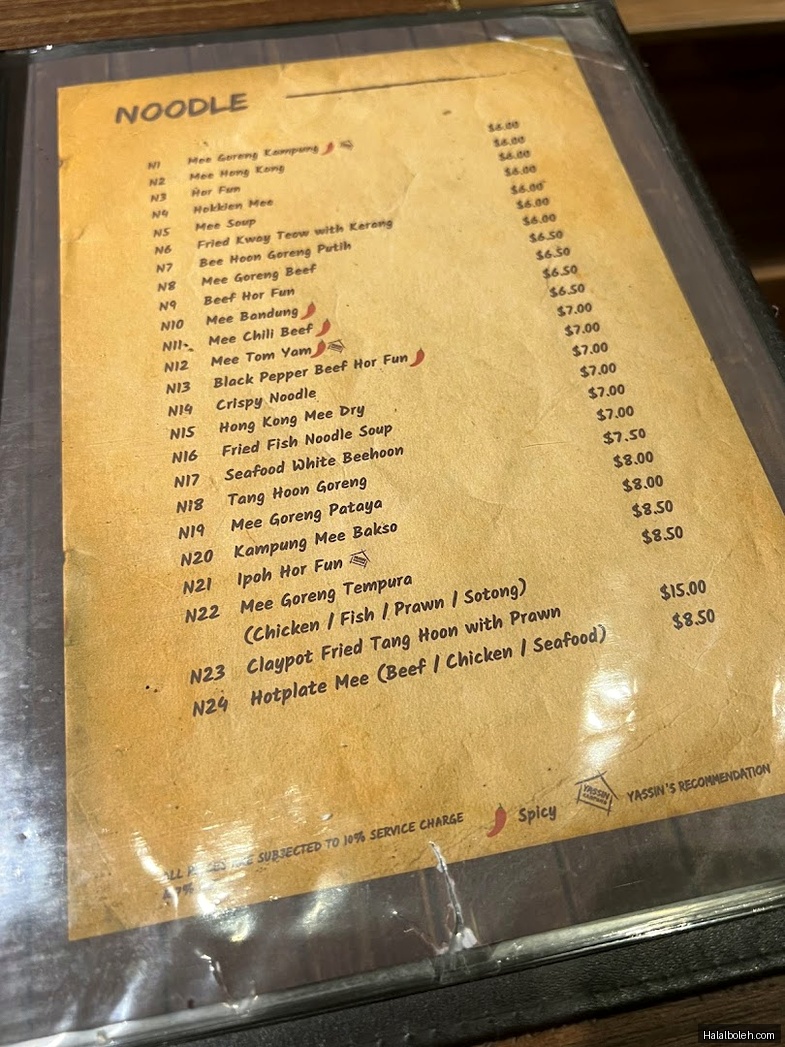 NOODLE
N1 Mee Goreng Kampung $6.00
N2 Mee Hong Kong $6.00
N3 Hor Fun $6.00
N4 Hokkien Mee $6.00
N5 Mee Soup $6.00
N6 Fried Kway Teow with Kerang $6.00
N7 Bee Hoon Goreng Putih $6.00
N8 Mee Goreng Beef $6.50
N9 Beef Hor Fun $6.50
N10 Mee Bandung $6.50
N11 Mee Chili Beef $6.50
N12 Mee Tom Yam $7.00
N13 Black Pepper Beef Hor Fun $7.00
N14 Crispy Noodle $7.00
N15 Hong Kong Mee Dry $7.00
N16 Fried Fish Noodle Soup $7.00
N17 Seafood White Beehoon $7.00
N18 Tang Hoon Goreng $7.50
N19 Mee Goreng Pataya $8.00
N20 Kampung Mee Bakso $8.00
N21 Ipoh Hor Fun $8.50
N22 Mee Goreng Tempura $8.50
(Chicken / Fish / Prawn / Sotong)
N23 Claypot Fried Tang Hoon with Prawn $15.00
N24 Hotplate Mee (Beef / Chicken / Seafood) $8.50
ALL PRICES ARE SUBJECTED TO 10% SERVICE CHARGE
Spicy
YASSIN KAMPUNG
YASSIN'S RECOMMENDATION
Halalboleh.com